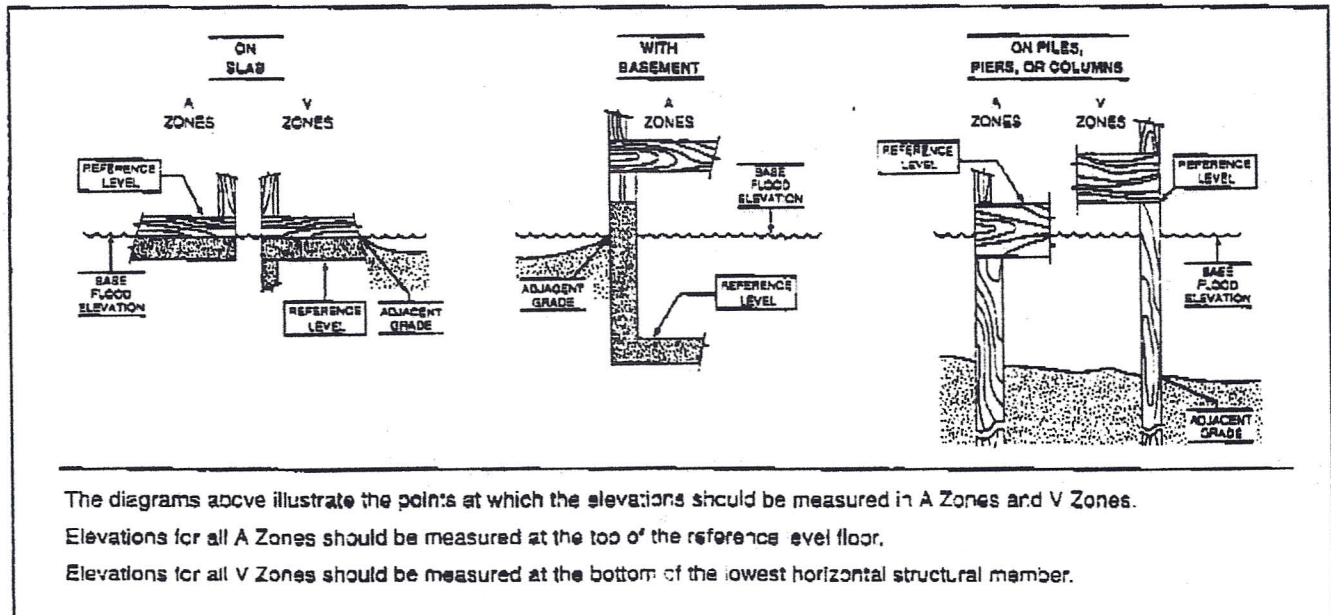 ON
SLAB
A
ZONES
V
ZONES
REFERENCE
LEVEL
BASE
FLOOD
ELEVATION
REFERENCE
LEVEL
ADJACENT
GRADE
WITH
BASEMENT
A
ZONES
BASE
FLOOD
ELEVATION
ADJACENT
GRADE
REFERENCE
LEVEL
ON PILES,
PIERS, OR COLUMNS
A
ZONES
V
ZONES
REFERENCE
LEVEL
REFERENCE
LEVEL
BASE
FLOOD
ELEVATION
ADJACENT
GRADE
The diagrams above illustrate the points at which the elevations should be measured in A Zones and V Zones.
Elevations for all A Zones should be measured at the top of the reference level floor.
Elevations for all V Zones should be measured at the bottom of the lowest horizontal structural member.